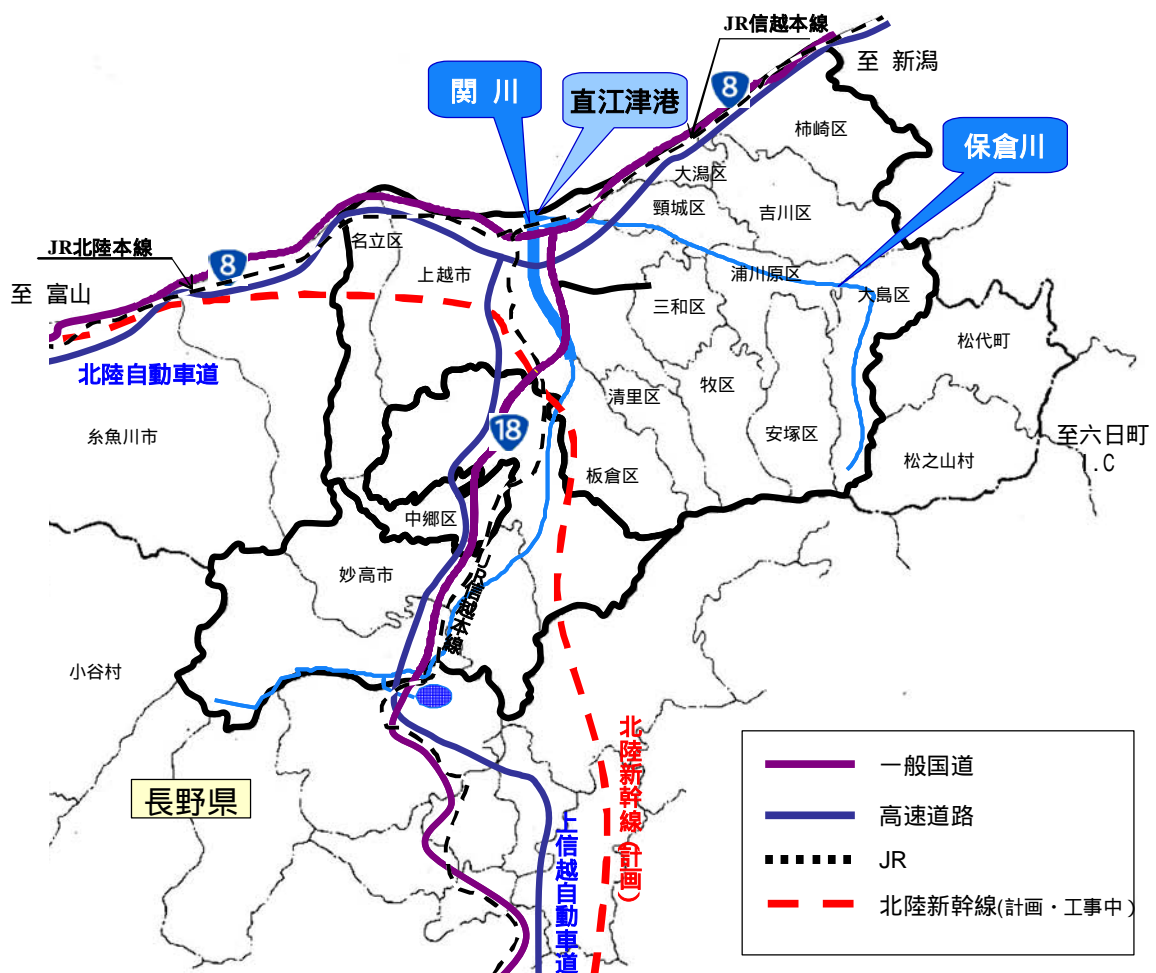 JR信越本線
至 新潟
関 川
直江津港
8
柿崎区
保倉川
大潟区
頸城区
吉川区
JR北陸本線
名立区
8
上越市
浦川原区
大島区
至 富山
三和区
松代町
北陸自動車道
清里区
牧区
糸魚川市
18
安塚区
至六日町
I.C
松之山村
板倉区
中郷区
妙高市
JR信越本線
小谷村
北陸新幹線(計画)
長野県
上信越自動車道
一般国道
高速道路
JR
北陸新幹線(計画・工事中)